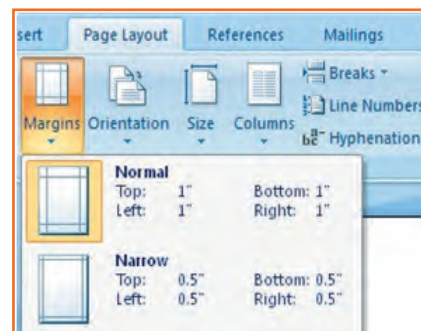 sert Page Layout References Mailings
Breaks
Line Numbers
Hyphenation
Margins Orientation Size Columns
Normal
Top: 1" Bottom: 1"
Left: 1" Right: 1"
Narrow
Top: 0.5" Bottom: 0.5"
Left: 0.5" Right: 0.5"